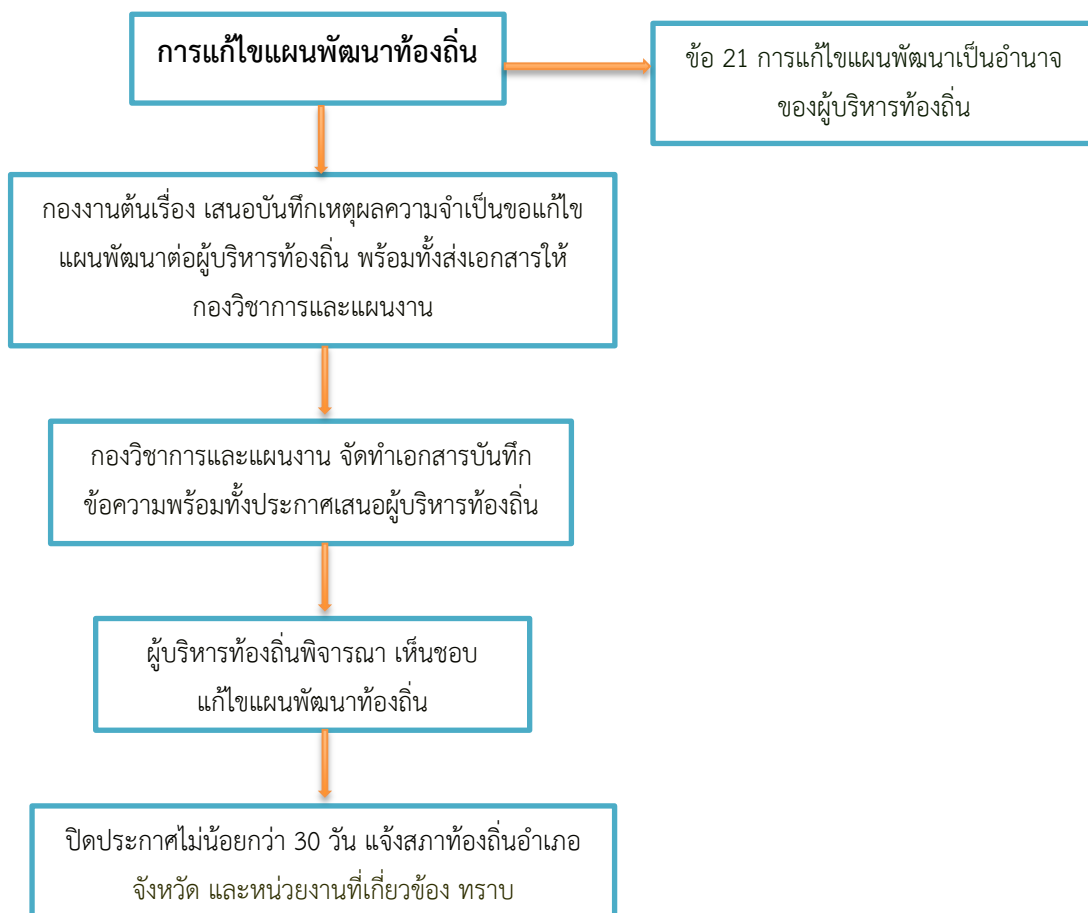 การแก้ไขแผนพัฒนาท้องถิ่น
ข้อ 21 การแก้ไขแผนพัฒนาเป็นอำนาจ
ของผู้บริหารท้องถิ่น
กองงานต้นเรื่อง เสนอบันทึกเหตุผลความจำเป็นขอแก้ไข
แผนพัฒนาต่อผู้บริหารท้องถิ่น พร้อมทั้งส่งเอกสารให้
กองวิชาการและแผนงาน
กองวิชาการและแผนงาน จัดทำเอกสารบันทึก
ข้อความพร้อมทั้งประกาศเสนอผู้บริหารท้องถิ่น
ผู้บริหารท้องถิ่นพิจารณา เห็นชอบ
แก้ไขแผนพัฒนาท้องถิ่น
ปิดประกาศไม่น้อยกว่า 30 วัน แจ้งสภาท้องถิ่นอำเภอ
จังหวัด และหน่วยงานที่เกี่ยวข้อง ทราบ